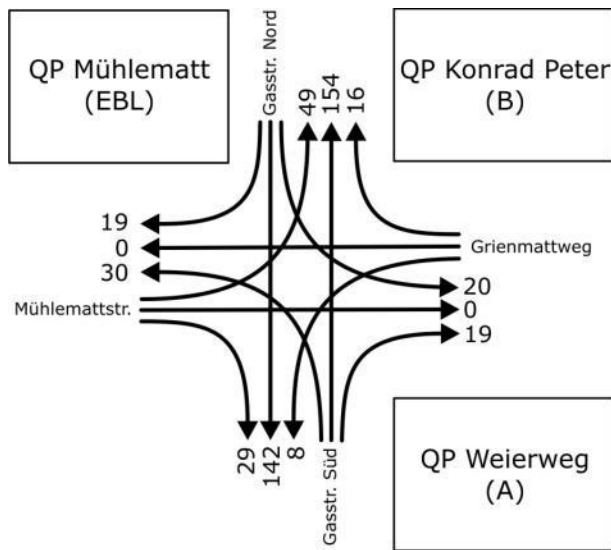 QP Mühlematt
(EBL)
Gasstr. Nord
49
154
16
QP Konrad Peter
(B)
19
0
30
Mühlemattstr.
Grienmattweg
20
0
19
29
142
8
Gasstr. Süd
QP Weierweg
(A)